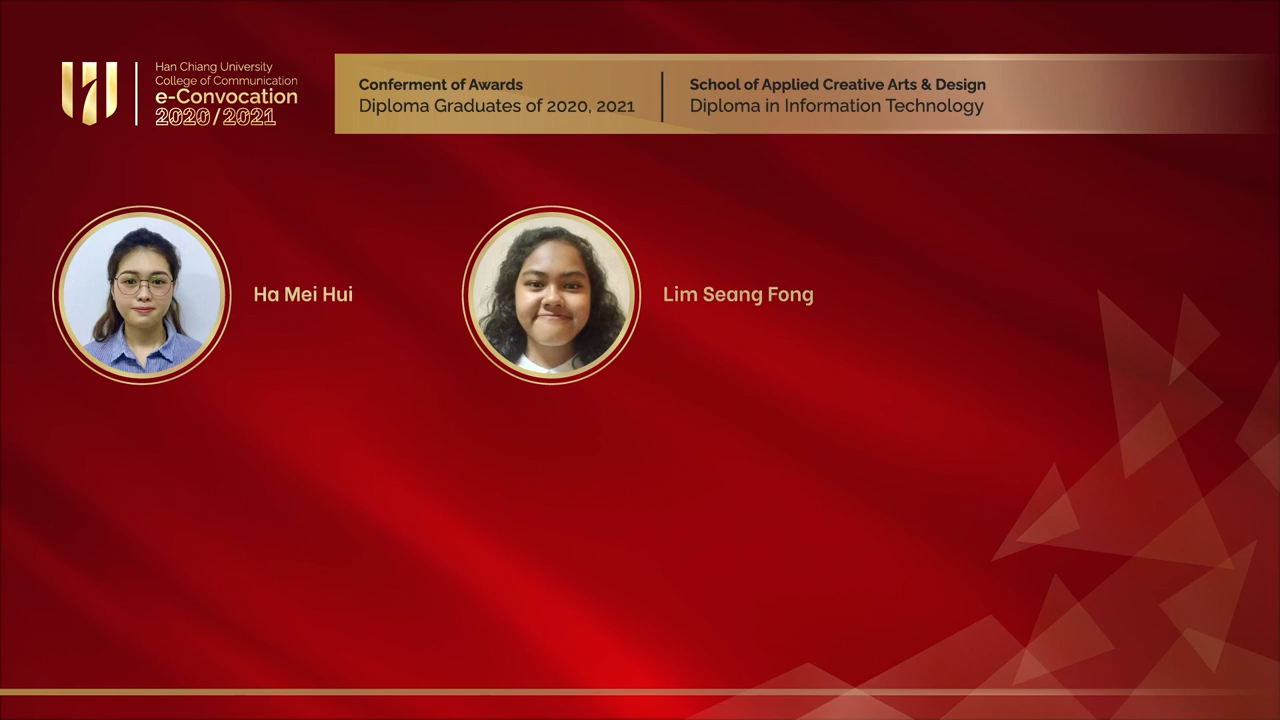 Han Chiang University
College of Communication
e-Convocation
2020/2021
Conferment of Awards
Diploma Graduates of 2020, 2021
School of Applied Creative Arts & Design
Diploma in Information Technology
Ha Mei Hui
Lim Seang Fong